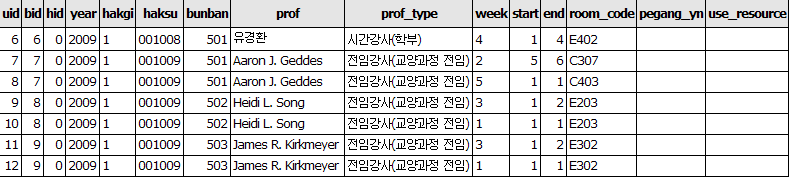 uid bid hid year hakgi haksu bunban prof prof_type week start end room_code pegang_yn use_resource
6 6 0 2009 1 001008 501 유경환 시간강사(학부) 4 1 4 E402
7 7 0 2009 1 001009 501 Aaron J. Geddes 전임강사(교양과정 전임) 2 5 6 C307
8 7 0 2009 1 001009 501 Aaron J. Geddes 전임강사(교양과정 전임) 5 1 1 C403
9 8 0 2009 1 001009 502 Heidi L. Song 전임강사(교양과정 전임) 3 1 2 E203
10 8 0 2009 1 001009 502 Heidi L. Song 전임강사(교양과정 전임) 1 1 1 E203
11 9 0 2009 1 001009 503 James R. Kirkmeyer 전임강사(교양과정 전임) 3 1 2 E302
12 9 0 2009 1 001009 503 James R. Kirkmeyer 전임강사(교양과정 전임) 1 1 1 E302